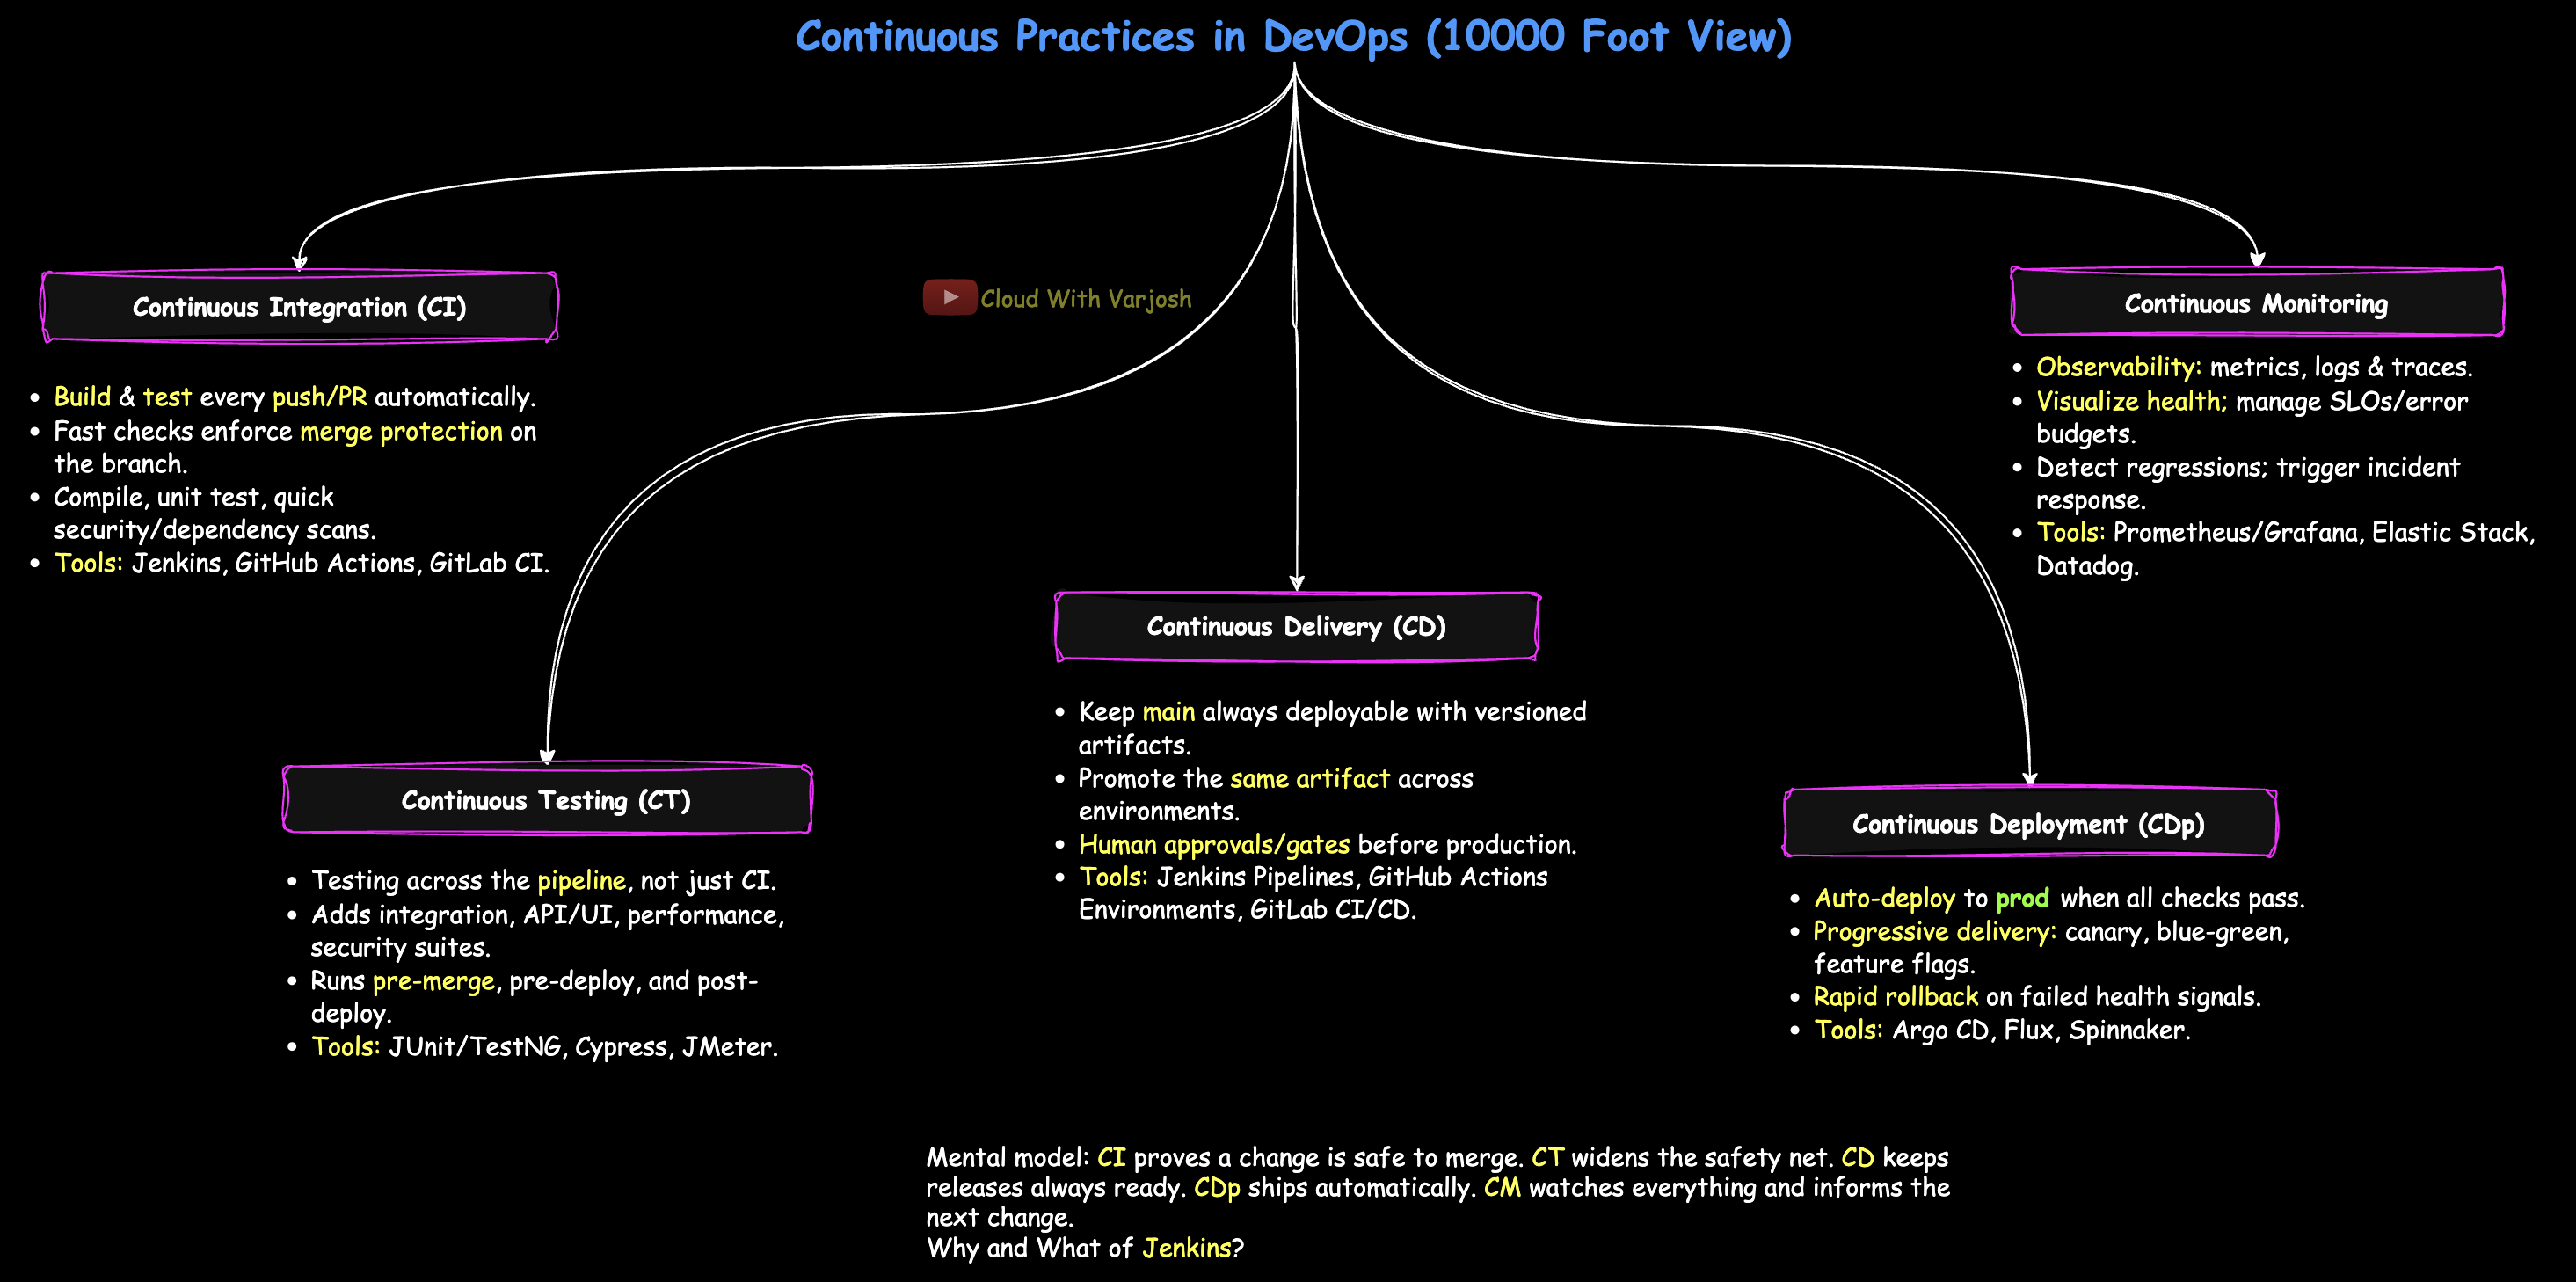 Continuous Practices in DevOps (10000 Foot View)
Continuous Integration (CI)
• Build & test every push/PR automatically.
• Fast checks enforce merge protection on
the branch.
• Compile, unit test, quick
security/dependency scans.
• Tools: Jenkins, GitHub Actions, GitLab CI.
Cloud With Varjosh
Continuous Monitoring
• Observability: metrics, logs & traces.
• Visualize health; manage SLOs/error
budgets.
• Detect regressions; trigger incident
response.
• Tools: Prometheus/Grafana, Elastic Stack,
Datadog.
Continuous Testing (CT)
• Testing across the pipeline, not just CI.
• Adds integration, API/UI, performance,
security suites.
• Runs pre-merge, pre-deploy, and post-
deploy.
• Tools: JUnit/TestNG, Cypress, JMeter.
Continuous Delivery (CD)
• Keep main always deployable with versioned
artifacts.
• Promote the same artifact across
environments.
• Human approvals/gates before production.
• Tools: Jenkins Pipelines, GitHub Actions
Environments, GitLab CI/CD.
Continuous Deployment (CDp)
• Auto-deploy to prod when all checks pass.
• Progressive delivery: canary, blue-green,
feature flags.
• Rapid rollback on failed health signals.
• Tools: Argo CD, Flux, Spinnaker.
Mental model: CI proves a change is safe to merge. CT widens the safety net. CD keeps
releases always ready. CDp ships automatically. CM watches everything and informs the
next change.
Why and What of Jenkins?